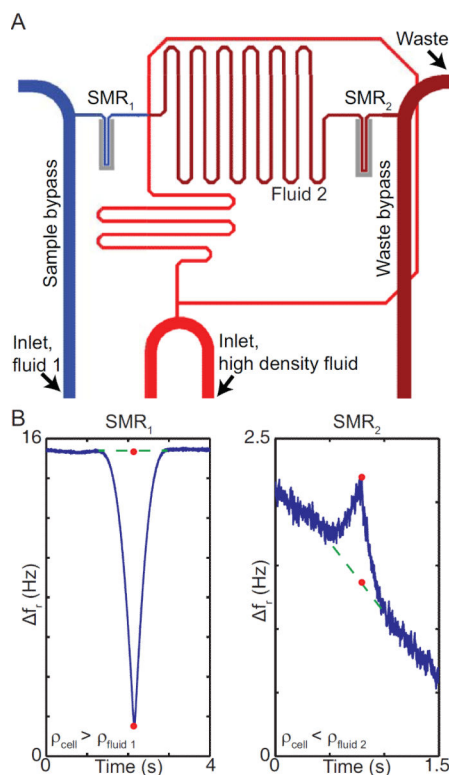 A
Waste
SMR1
SMR2
Sample bypass
Fluid 2
Waste bypass
Inlet,
fluid 1
Inlet,
high density fluid
B
SMR1
SMR2
16
2.5
Δfr (Hz)
Δfr (Hz)
ρcell > ρfluid 1
ρcell < ρfluid 2
0
0
0 Time (s) 4
0 Time (s) 1.5